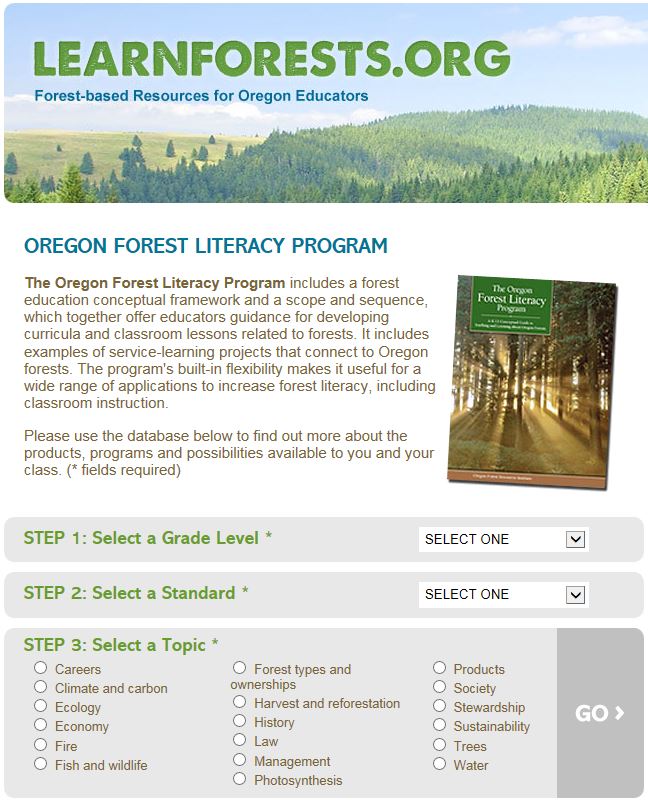 LEARNFORESTS.ORG
Forest-based Resources for Oregon Educators
OREGON FOREST LITERACY PROGRAM
The Oregon Forest Literacy Program includes a forest
education conceptual framework and a scope and sequence,
which together offer educators guidance for developing
curricula and classroom lessons related to forests. It includes
examples of service-learning projects that connect to Oregon
forests. The program's built-in flexibility makes it useful for a
wide range of applications to increase forest literacy, including
classroom instruction.
Please use the database below to find out more about the
products, programs and possibilities available to you and your
class. (* fields required)
The Oregon
Forest Literacy
Program
A K-12 Conceptual Guide to
Teaching and Learning about Oregon Forests
Oregon Forest Resources Institute
STEP 1: Select a Grade Level *
SELECT ONE
STEP 2: Select a Standard *
SELECT ONE
STEP 3: Select a Topic *
Careers
Climate and carbon
Ecology
Economy
Fire
Fish and wildlife
Forest types and
ownerships
Harvest and reforestation
History
Law
Management
Photosynthesis
Products
Society
Stewardship
Sustainability
Trees
Water
GO >